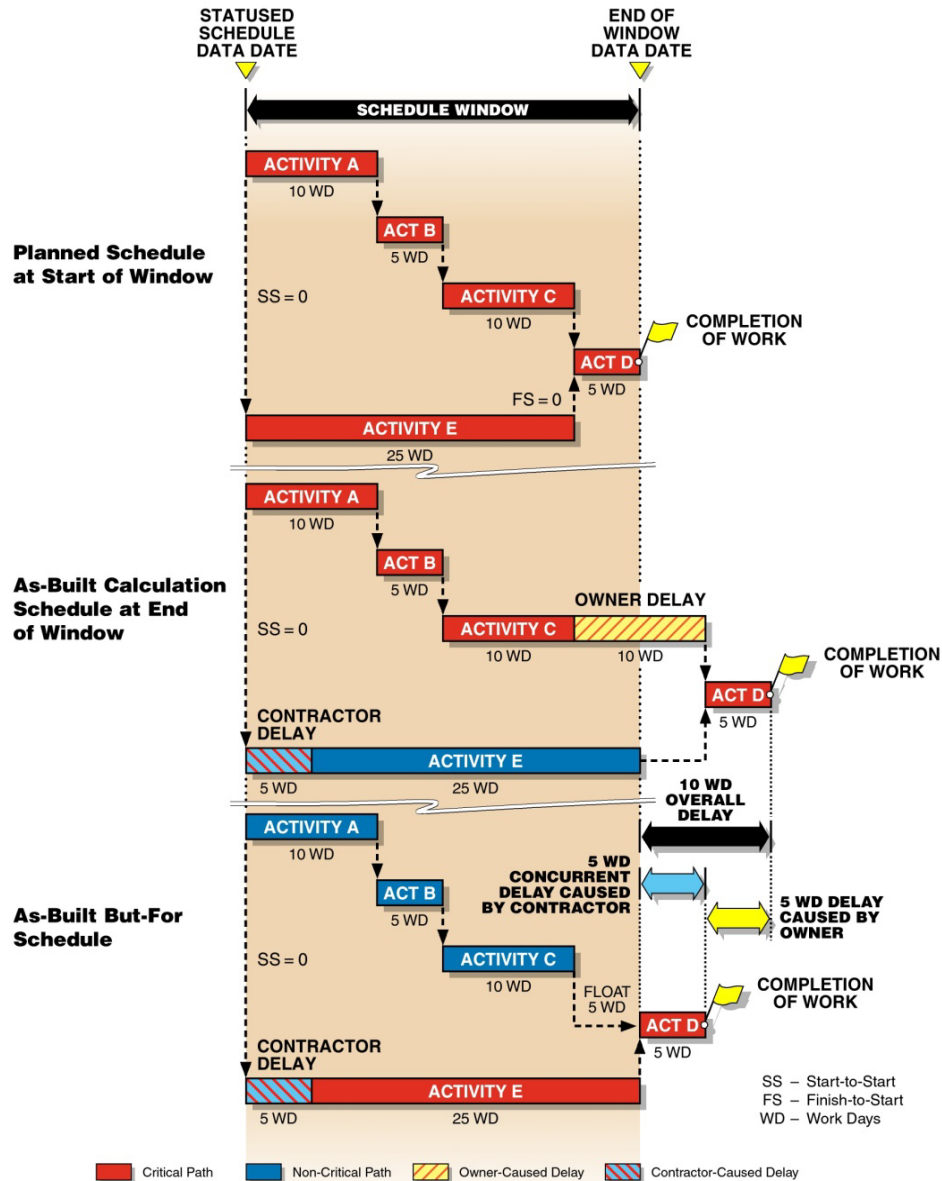 STATUSED
SCHEDULE
DATA DATE
END OF
WINDOW
DATA DATE
SCHEDULE WINDOW
ACTIVITY A
10 WD
ACT B
5 WD
Planned Schedule
at Start of Window
SS = 0
ACTIVITY C
10 WD
COMPLETION
OF WORK
ACT D
5 WD
FS = 0
ACTIVITY E
25 WD
ACTIVITY A
10 WD
ACT B
5 WD
As-Built Calculation
Schedule at End
of Window
OWNER DELAY
SS = 0
ACTIVITY C
10 WD
10 WD
COMPLETION
OF WORK
ACT D
5 WD
CONTRACTOR
DELAY
ACTIVITY E
5 WD
25 WD
10 WD
OVERALL
DELAY
ACTIVITY A
10 WD
5 WD
CONCURRENT
DELAY CAUSED
BY CONTRACTOR
5 WD DELAY
CAUSED BY
OWNER
ACT B
5 WD
As-Built But-For
Schedule
SS = 0
ACTIVITY C
10 WD
FLOAT
5 WD
COMPLETION
OF WORK
ACT D
5 WD
CONTRACTOR
DELAY
ACTIVITY E
5 WD
25 WD
SS – Start-to-Start
FS – Finish-to-Start
WD – Work Days
Critical Path
Non-Critical Path
Owner-Caused Delay
Contractor-Caused Delay